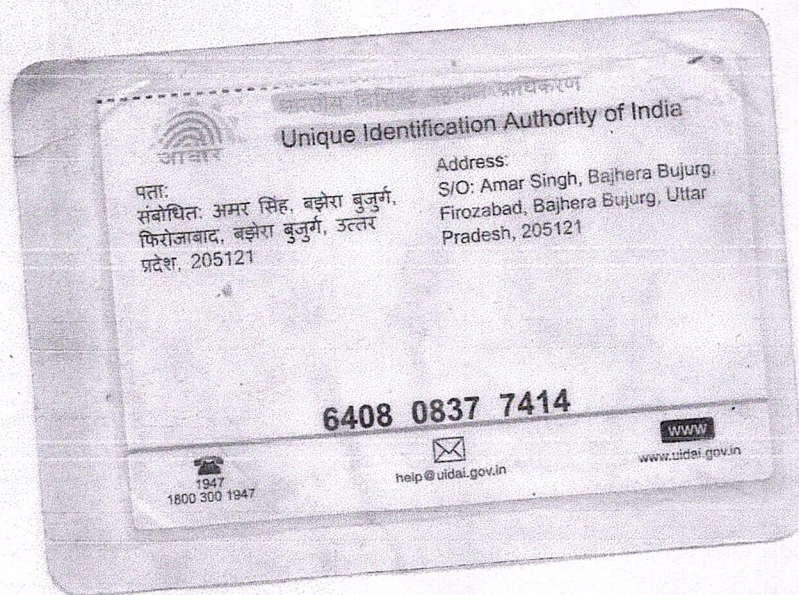 भारतीय विशिष्ट पहचान प्राधिकरण
Unique Identification Authority of India
आधार
पता:
संबोधित: अमर सिंह, बझेरा बुजुर्ग,
फिरोजाबाद, बझेरा बुजुर्ग, उत्तर
प्रदेश, 205121
Address:
S/O: Amar Singh, Bajhera Bujurg,
Firozabad, Bajhera Bujurg, Uttar
Pradesh, 205121
6408 0837 7414
1947
1800 300 1947
help@uidai.gov.in
www
www.uidai.gov.in